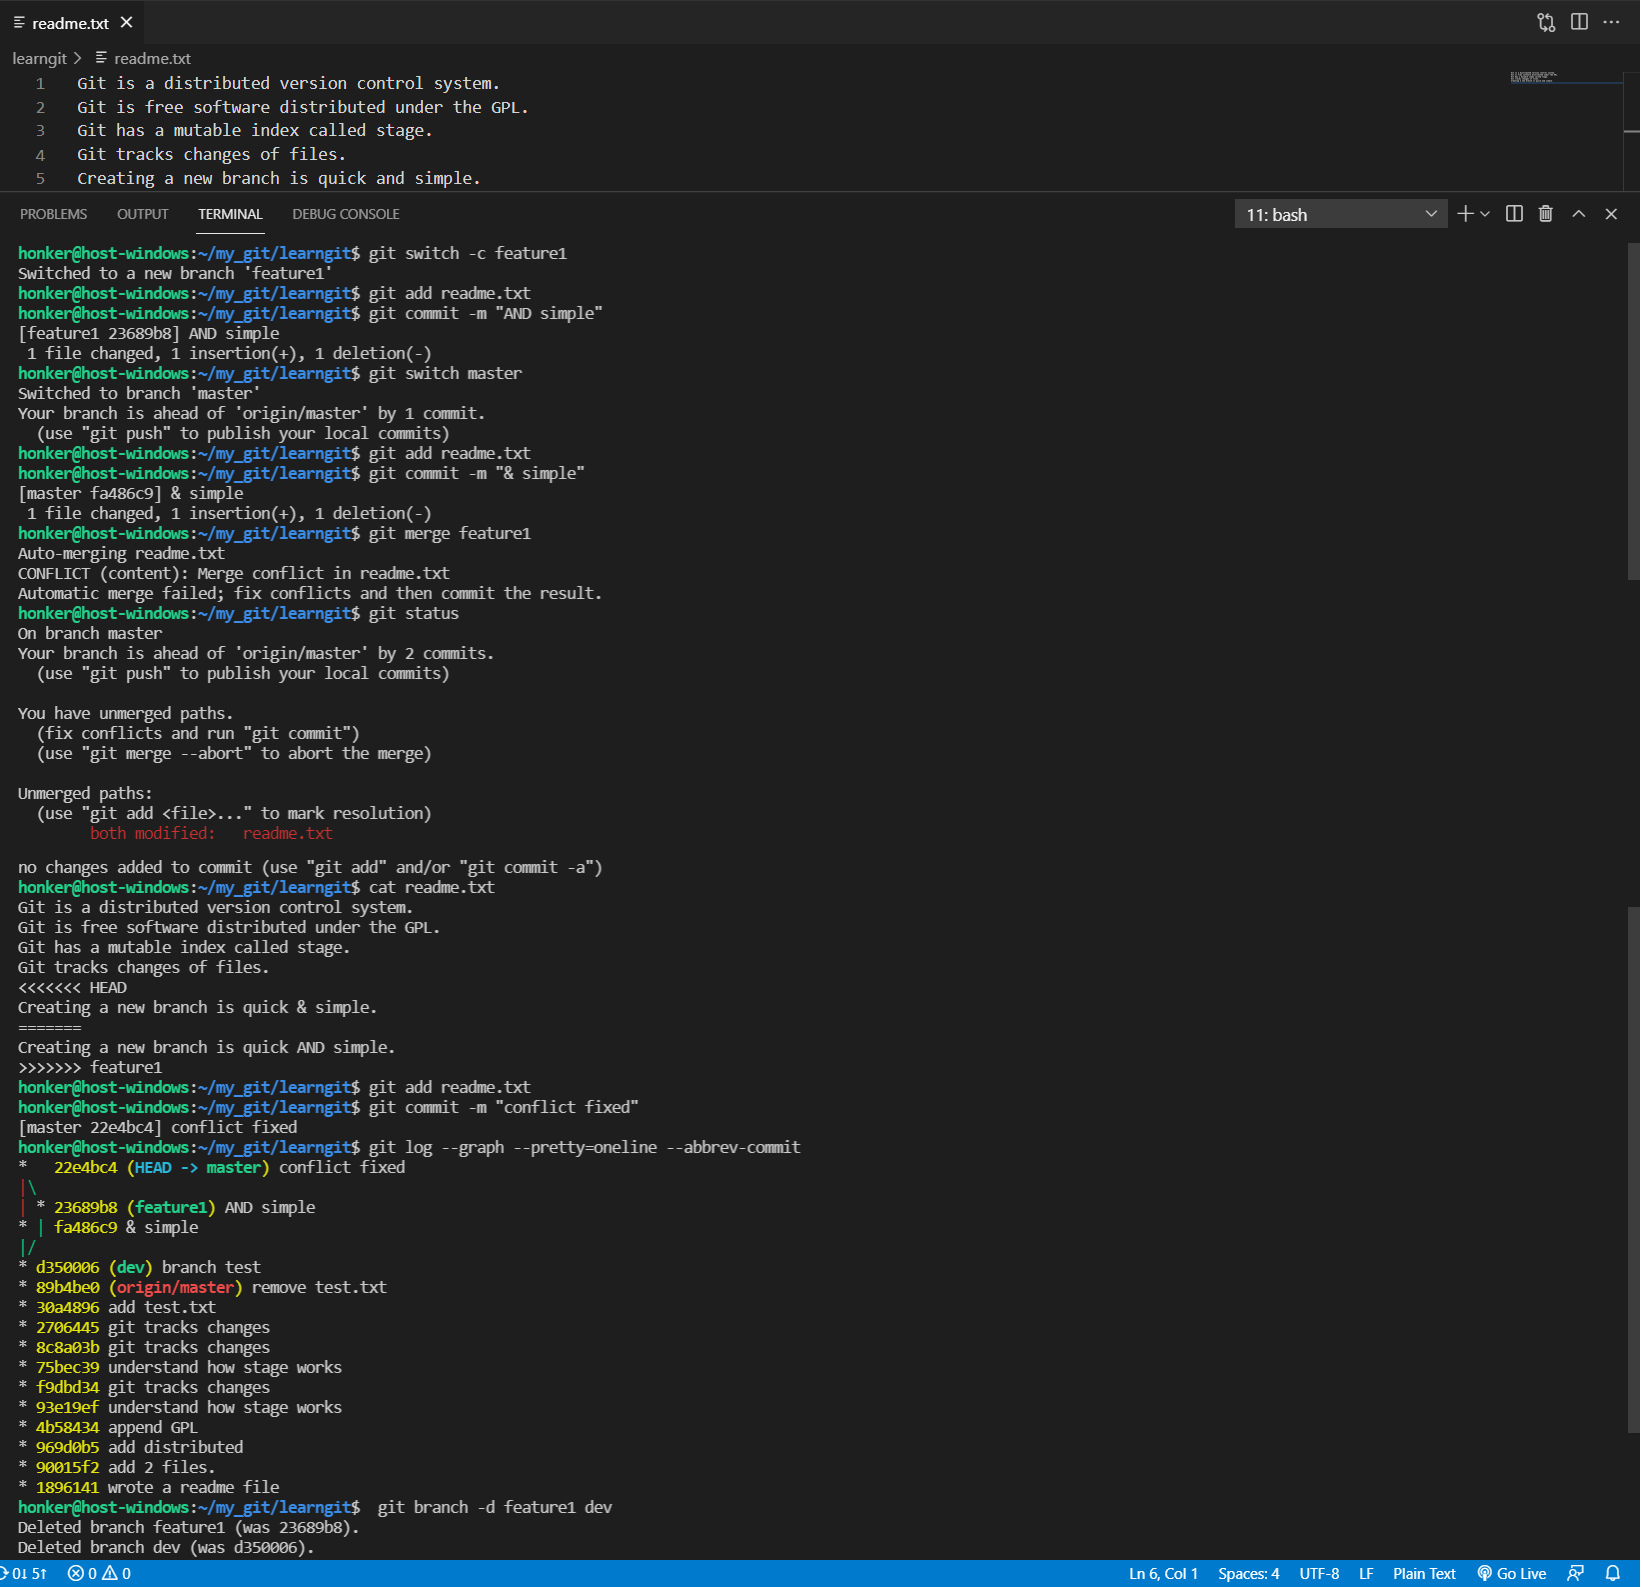 readme.txt
learngit > readme.txt
1 Git is a distributed version control system.
2 Git is free software distributed under the GPL.
3 Git has a mutable index called stage.
4 Git tracks changes of files.
5 Creating a new branch is quick and simple.
PROBLEMS OUTPUT TERMINAL DEBUG CONSOLE 11: bash
honker@host-windows:~/my_git/learngit$ git switch -c feature1
Switched to a new branch 'feature1'
honker@host-windows:~/my_git/learngit$ git add readme.txt
honker@host-windows:~/my_git/learngit$ git commit -m "AND simple"
[feature1 23689b8] AND simple
 1 file changed, 1 insertion(+), 1 deletion(-)
honker@host-windows:~/my_git/learngit$ git switch master
Switched to branch 'master'
Your branch is ahead of 'origin/master' by 1 commit.
  (use "git push" to publish your local commits)
honker@host-windows:~/my_git/learngit$ git add readme.txt
honker@host-windows:~/my_git/learngit$ git commit -m "& simple"
[master fa486c9] & simple
 1 file changed, 1 insertion(+), 1 deletion(-)
honker@host-windows:~/my_git/learngit$ git merge feature1
Auto-merging readme.txt
CONFLICT (content): Merge conflict in readme.txt
Automatic merge failed; fix conflicts and then commit the result.
honker@host-windows:~/my_git/learngit$ git status
On branch master
Your branch is ahead of 'origin/master' by 2 commits.
  (use "git push" to publish your local commits)
You have unmerged paths.
  (fix conflicts and run "git commit")
  (use "git merge --abort" to abort the merge)
Unmerged paths:
  (use "git add <file>..." to mark resolution)
        both modified:   readme.txt
no changes added to commit (use "git add" and/or "git commit -a")
honker@host-windows:~/my_git/learngit$ cat readme.txt
Git is a distributed version control system.
Git is free software distributed under the GPL.
Git has a mutable index called stage.
Git tracks changes of files.
<<<<<<< HEAD
Creating a new branch is quick & simple.
=======
Creating a new branch is quick AND simple.
>>>>>>> feature1
honker@host-windows:~/my_git/learngit$ git add readme.txt
honker@host-windows:~/my_git/learngit$ git commit -m "conflict fixed"
[master 22e4bc4] conflict fixed
honker@host-windows:~/my_git/learngit$ git log --graph --pretty=oneline --abbrev-commit
*   22e4bc4 (HEAD -> master) conflict fixed
|\
| * 23689b8 (feature1) AND simple
* | fa486c9 & simple
|/
* d350006 (dev) branch test
* 89b4be0 (origin/master) remove test.txt
* 30a4896 add test.txt
* 2706445 git tracks changes
* 8c8a03b git tracks changes
* 75bec39 understand how stage works
* f9dbd34 git tracks changes
* 93e19ef understand how stage works
* 4b58434 append GPL
* 969d0b5 add distributed
* 90015f2 add 2 files.
* 1896141 wrote a readme file
honker@host-windows:~/my_git/learngit$  git branch -d feature1 dev
Deleted branch feature1 (was 23689b8).
Deleted branch dev (was d350006).
0↓ 5↑ 0 0 Ln 6, Col 1 Spaces: 4 UTF-8 LF Plain Text Go Live